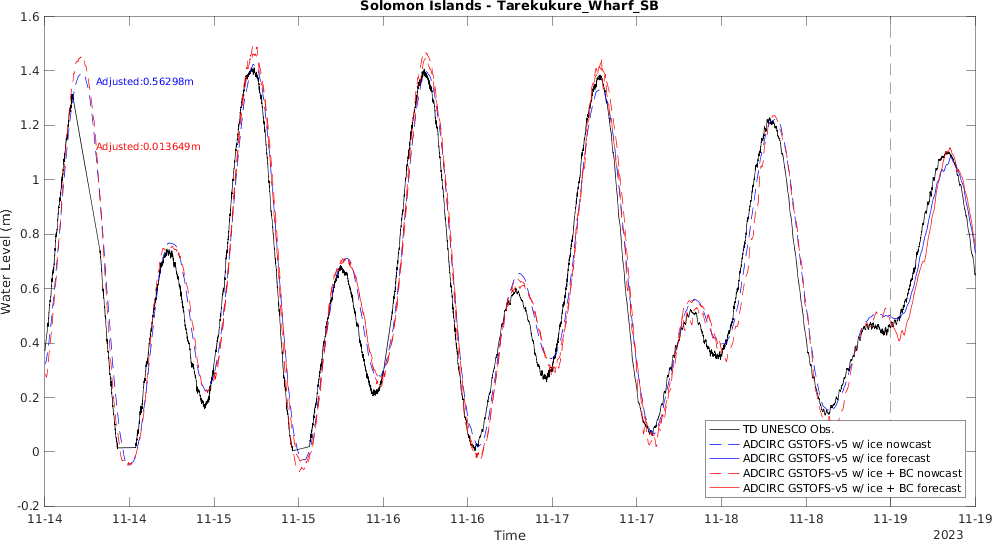 Solomon Islands - Tarekukure_Wharf_SB
Water Level (m)
1.6
1.4
1.2
1
0.8
0.6
0.4
0.2
0
-0.2
Adjusted:0.56298m
Adjusted:0.013649m
TD UNESCO Obs.
ADCIRC GSTOFS-v5 w/ ice nowcast
ADCIRC GSTOFS-v5 w/ ice forecast
ADCIRC GSTOFS-v5 w/ ice + BC nowcast
ADCIRC GSTOFS-v5 w/ ice + BC forecast
11-14 11-14 11-15 11-15 11-16 11-16 11-17 11-17 11-18 11-18 11-19 11-19
Time
2023